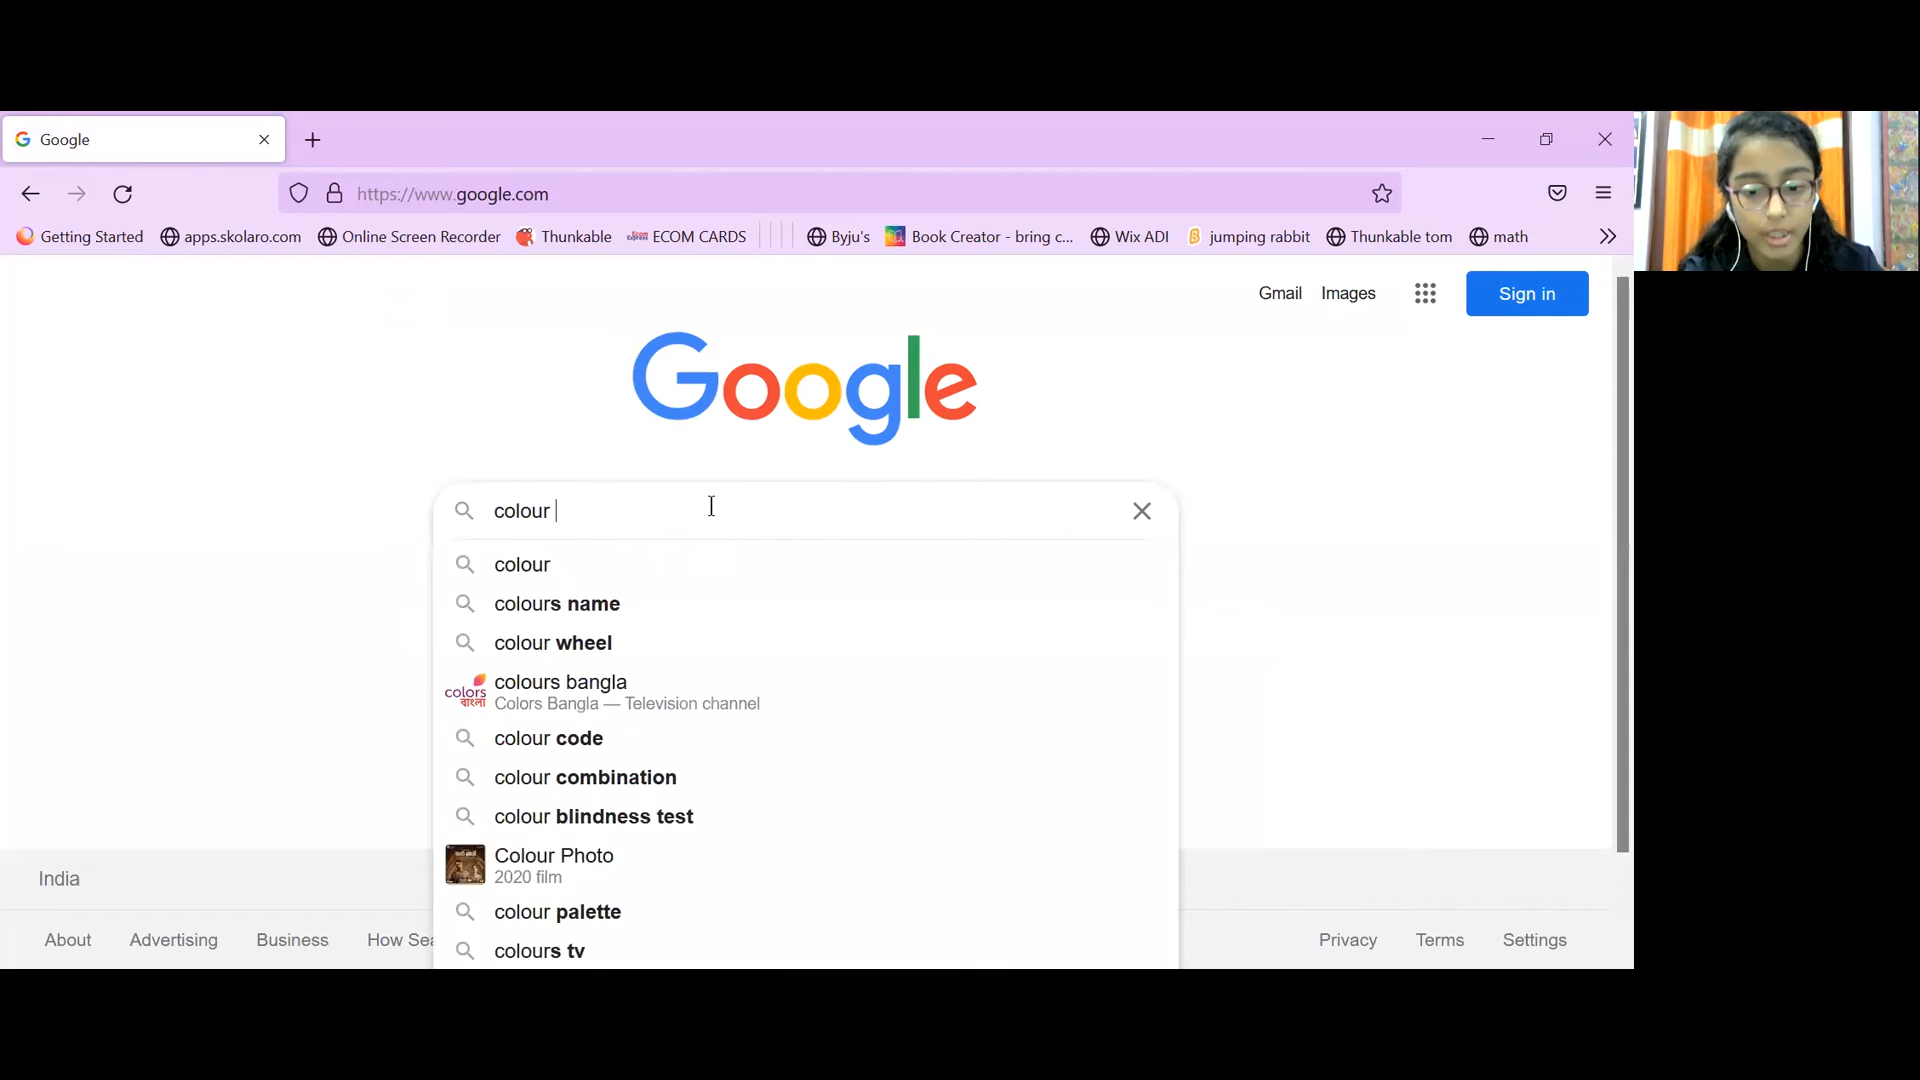 Google
https://www.google.com
Getting Started apps.skolaro.com Online Screen Recorder Thunkable ECOM CARDS Byju's Book Creator - bring c... Wix ADI jumping rabbit Thunkable tom math
Gmail Images Sign in
Google
colour
colour
colours name
colour wheel
colors বাংলা
colours bangla
Colors Bangla — Television channel
colour code
colour combination
colour blindness test
Colour Photo
2020 film
colour palette
colours tv
India
About Advertising Business How Sea Privacy Terms Settings